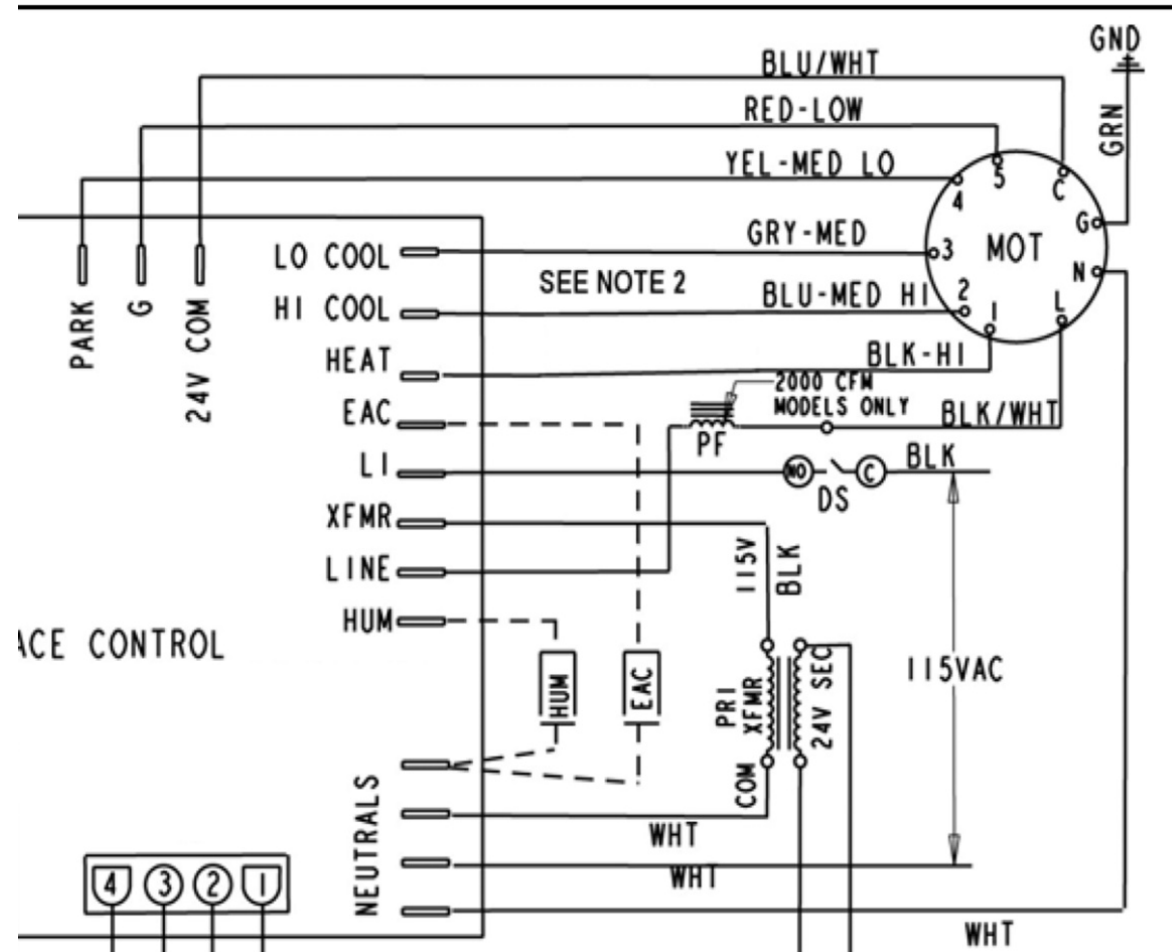 GND
BLU/WHT
RED-LOW
GRN
YEL-MED LO
4
5
C
G
GRY-MED
3
MOT
N
LO COOL
SEE NOTE 2
HI COOL
BLU-MED HI
2
1
L
PARK
G
24V COM
HEAT
BLK-HI
2000 CFM
MODELS ONLY
EAC
PF
BLK/WHT
L1
NO
C
BLK
DS
XFMR
115V
BLK
LINE
HUM
ACE CONTROL
HUM
EAC
PRI
XFMR
24V SEC
115VAC
COM
NEUTRALS
WHT
WHT
4
3
2
1
WHT